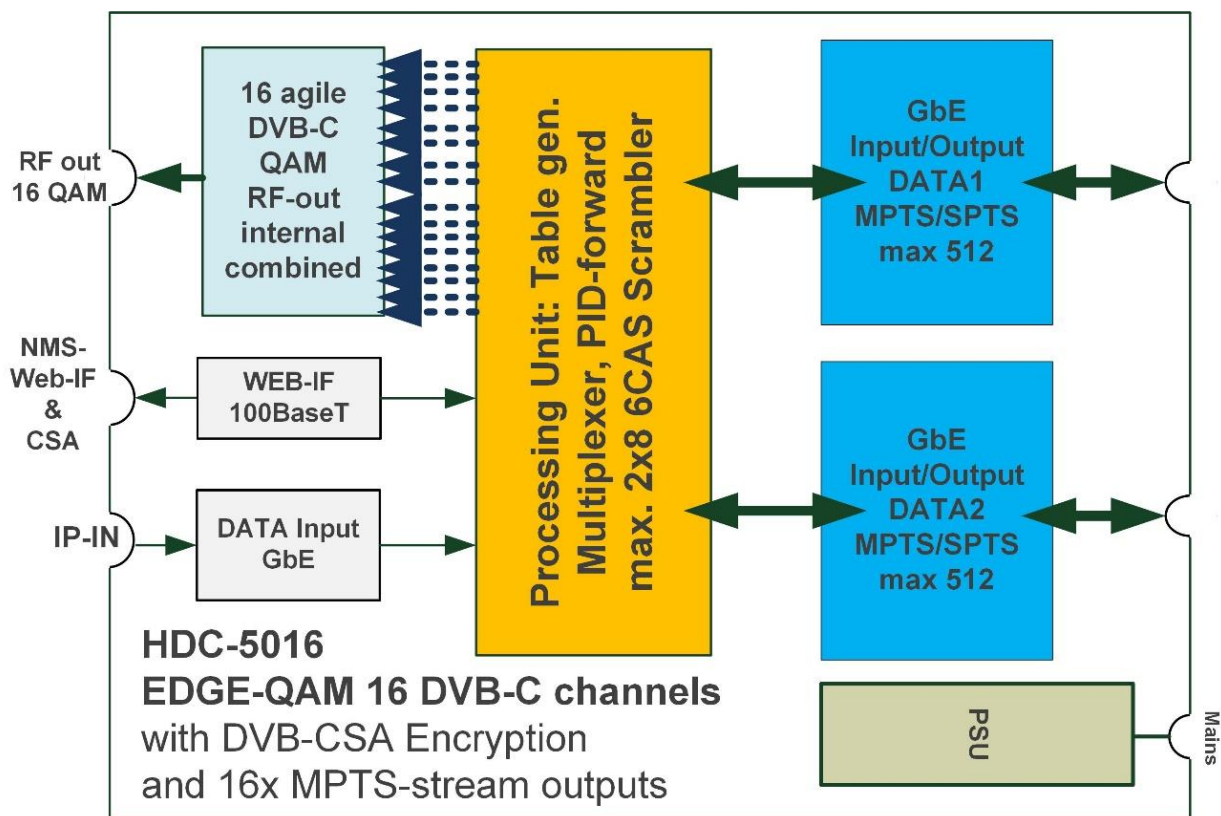 16 agile
DVB-C
QAM
RF-out
internal
combined
RF out
16 QAM
NMS-
Web-IF
&
CSA
WEB-IF
100BaseT
IP-IN
DATA Input
GbE
Processing Unit: Table gen.
Multiplexer, PID-forward
max. 2x8 6CAS Scrambler
GbE
Input/Output
DATA1
MPTS/SPTS
max 512
GbE
Input/Output
DATA2
MPTS/SPTS
max 512
PSU
Mains
HDC-5016
EDGE-QAM 16 DVB-C channels
with DVB-CSA Encryption
and 16x MPTS-stream outputs